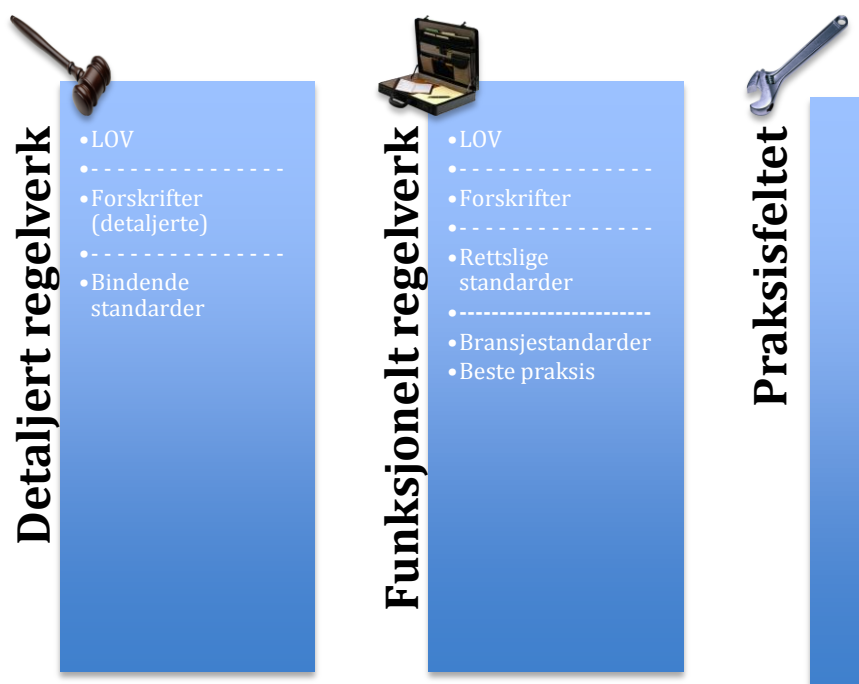 Detaljert regelverk
•LOV
•- - - - - - - - - - - - - - - -
•Forskrifter
(detaljerte)
•- - - - - - - - - - - - - - - -
•Bindende
standarder
Funksjonelt regelverk
•LOV
•- - - - - - - - - - - - - - - -
•Forskrifter
•- - - - - - - - - - - - - - - -
•Rettslige
standarder
•------------------------
•Bransjestandarder
•Beste praksis
Praksisfeltet